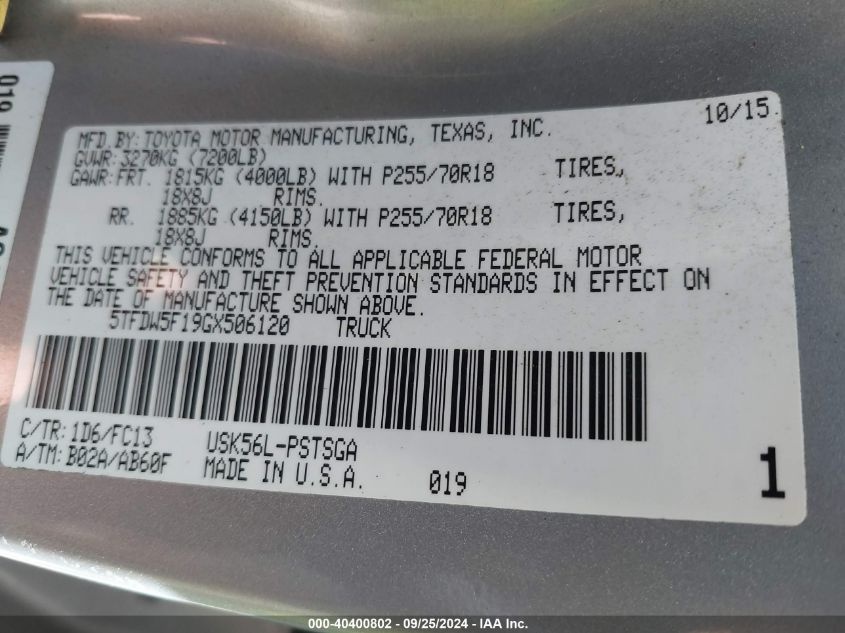 10/15
MFD BY: TOYOTA MOTOR MANUFACTURING, TEXAS, INC.
GVWR: 3270KG (7200LB)
GAWR: FRT. 1815KG (4000LB) WITH P255/70R18 TIRES,
18X8J RIMS.
RR. 1885KG (4150LB) WITH P255/70R18 TIRES,
18X8J RIMS.
THIS VEHICLE CONFORMS TO ALL APPLICABLE FEDERAL MOTOR
VEHICLE SAFETY AND THEFT PREVENTION STANDARDS IN EFFECT ON
THE DATE OF MANUFACTURE SHOWN ABOVE.
5TFDW5F19GX506120 TRUCK
C/TR: 1D6/FC13 USK56L-PSTSGA
A/TM: B02A/AB60F MADE IN U.S.A. 019
1
019
000-40400802 - 09/25/2024 - IAA Inc.